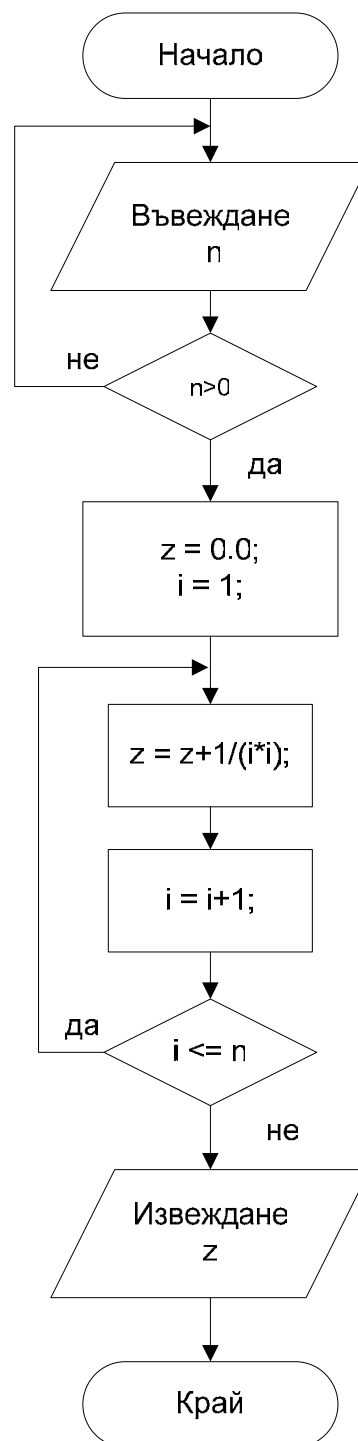 Начало
Въвеждане
n
не
n>0
да
z = 0.0;
i = 1;
z = z+1/(i*i);
i = i+1;
да
i <= n
не
Извеждане
z
Край